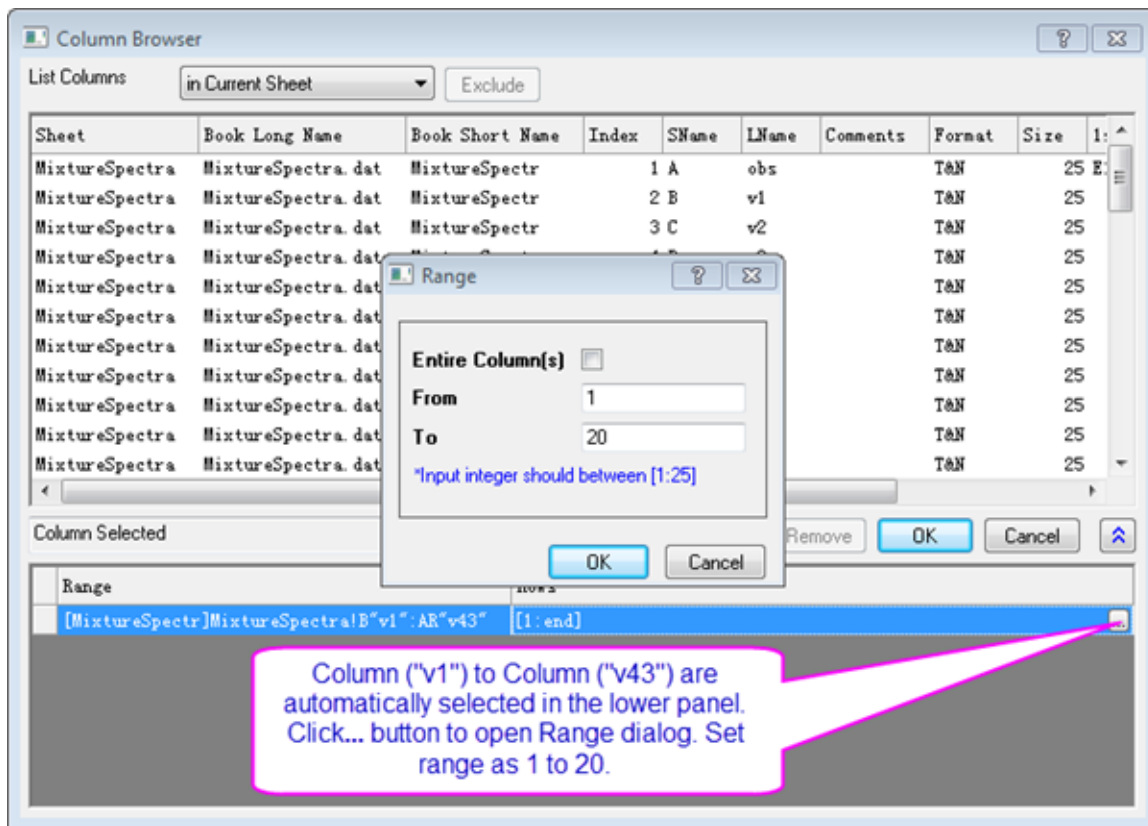 Column Browser
List Columns in Current Sheet Exclude
Sheet Book Long Name Book Short Name Index SName LName Comments Format Size 1:
MixtureSpectra MixtureSpectra.dat MixtureSpectr 1 A obs T&N 25
MixtureSpectra MixtureSpectra.dat MixtureSpectr 2 B v1 T&N 25
MixtureSpectra MixtureSpectra.dat MixtureSpectr 3 C v2 T&N 25
MixtureSpectra MixtureSpectra.dat T&N 25
MixtureSpectra MixtureSpectra.dat T&N 25
MixtureSpectra MixtureSpectra.dat T&N 25
MixtureSpectra MixtureSpectra.dat T&N 25
MixtureSpectra MixtureSpectra.dat T&N 25
MixtureSpectra MixtureSpectra.dat T&N 25
MixtureSpectra MixtureSpectra.dat T&N 25
MixtureSpectra MixtureSpectra.dat T&N 25
Range
Entire Column(s)
From 1
To 20
*Input integer should between [1:25]
OK Cancel
Column Selected Remove OK Cancel
Range Rows
[MixtureSpectr]MixtureSpectra!B"v1":AR"v43" [1:end] ...
Column ("v1") to Column ("v43") are
automatically selected in the lower panel.
Click... button to open Range dialog. Set
range as 1 to 20.